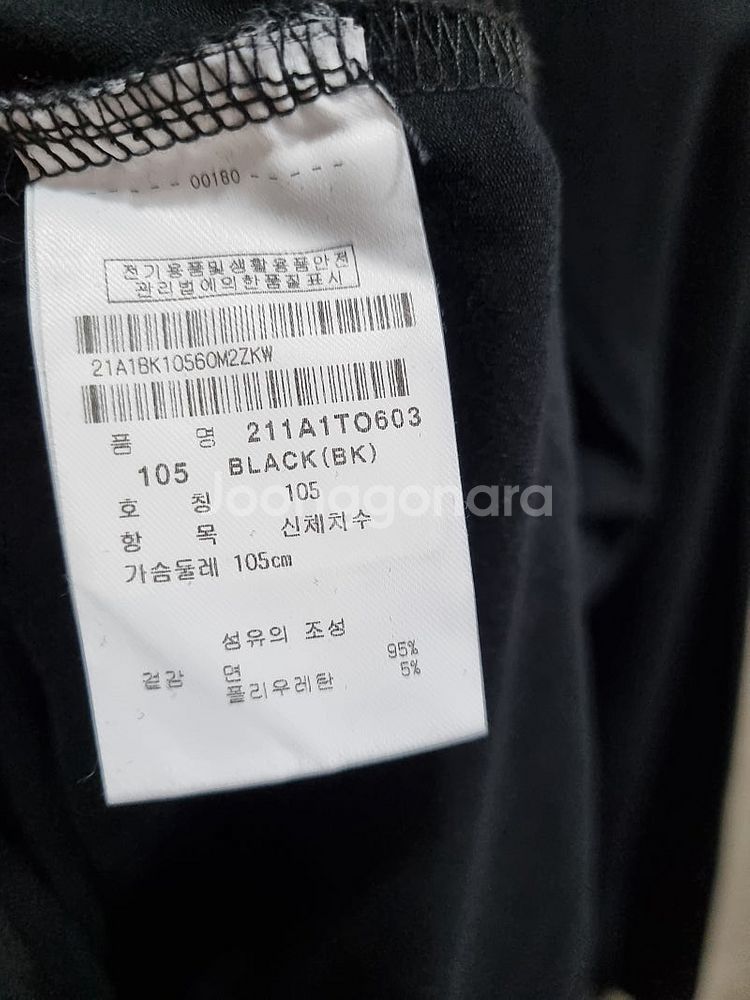 - - - - - 00180 - - - - -
전기용품및생활용품안전
관리법에의한품질표시
21A1BK10560M2ZKW
품 명 211A1TO603
105 BLACK(BK)
호 칭 105
항 목 신체치수
가슴둘레 105cm
섬유의 조성
겉감 면 95%
폴리우레탄 5%
Joonggonara